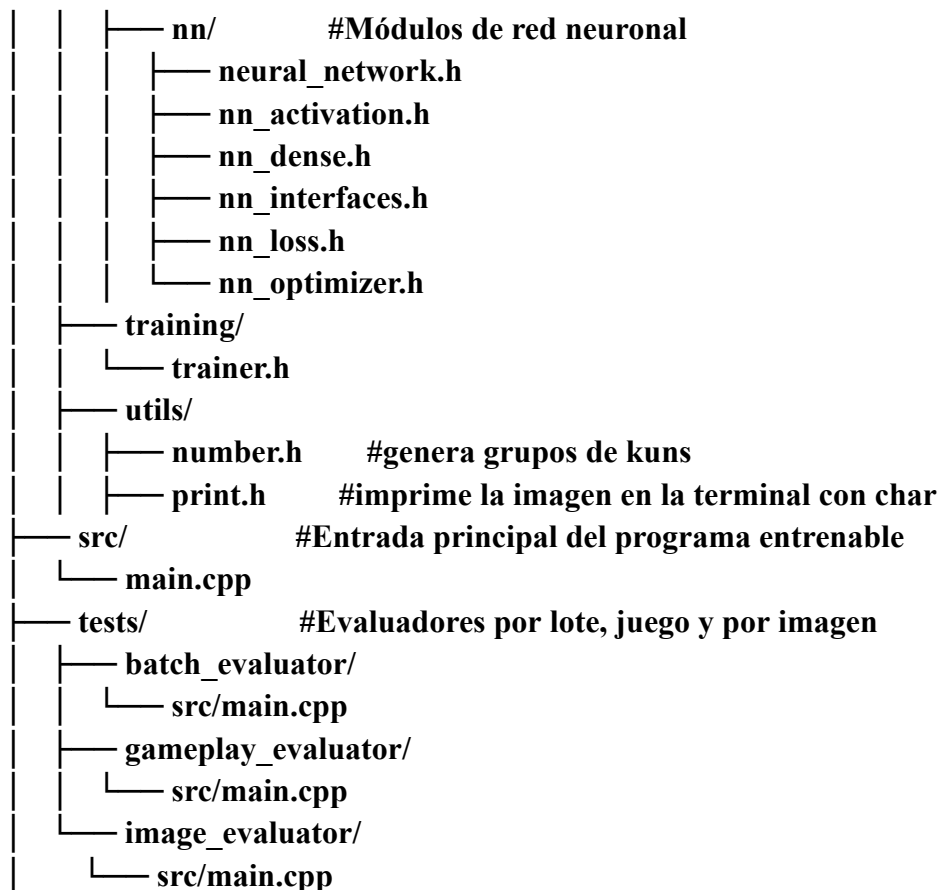 │ │ ├── nn/ #Módulos de red neuronal
│ │ │ ├── neural_network.h
│ │ │ ├── nn_activation.h
│ │ │ ├── nn_dense.h
│ │ │ ├── nn_interfaces.h
│ │ │ ├── nn_loss.h
│ │ │ └── nn_optimizer.h
│ ├── training/
│ │ └── trainer.h
│ ├── utils/
│ │ ├── number.h #genera grupos de kuns
│ │ ├── print.h #imprime la imagen en la terminal con char
├── src/ #Entrada principal del programa entrenable
│ └── main.cpp
├── tests/ #Evaluadores por lote, juego y por imagen
│ ├── batch_evaluator/
│ │ └── src/main.cpp
│ ├── gameplay_evaluator/
│ │ └── src/main.cpp
│ └── image_evaluator/
│ └── src/main.cpp